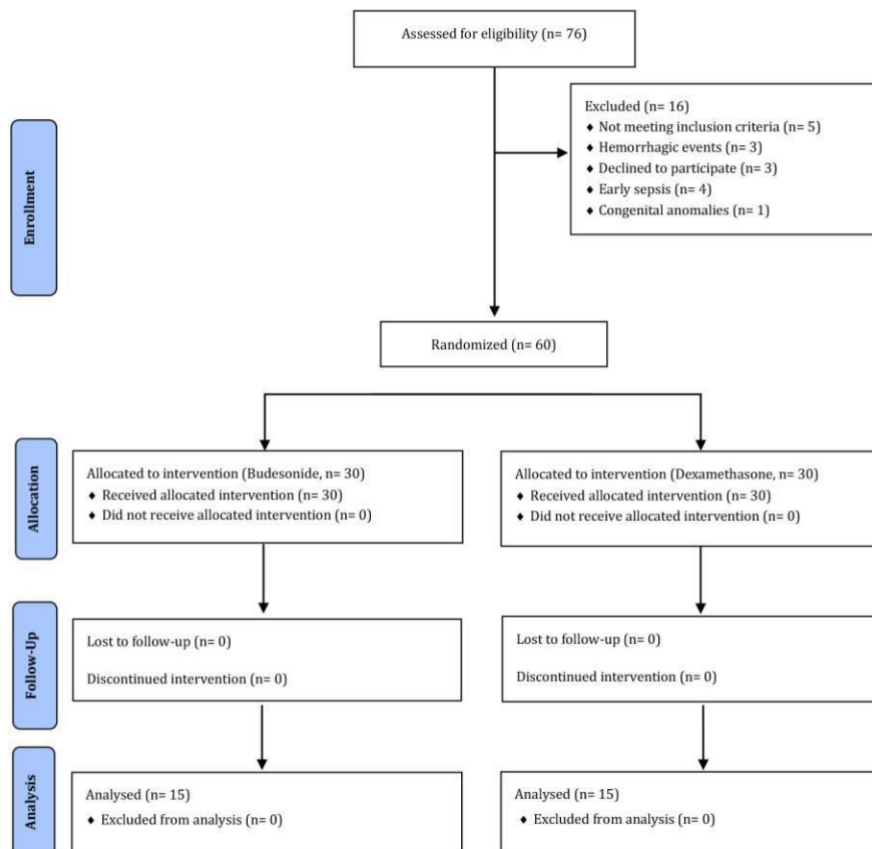 Assessed for eligibility (n= 76)
Excluded (n= 16)
♦ Not meeting inclusion criteria (n= 5)
♦ Hemorrhagic events (n= 3)
♦ Declined to participate (n= 3)
♦ Early sepsis (n= 4)
♦ Congenital anomalies (n= 1)
Enrollment
Randomized (n= 60)
Allocation
Allocated to intervention (Budesonide, n= 30)
♦ Received allocated intervention (n= 30)
♦ Did not receive allocated intervention (n= 0)
Allocated to intervention (Dexamethasone, n= 30)
♦ Received allocated intervention (n= 30)
♦ Did not receive allocated intervention (n= 0)
Follow-Up
Lost to follow-up (n= 0)
Discontinued intervention (n= 0)
Lost to follow-up (n= 0)
Discontinued intervention (n= 0)
Analysis
Analysed (n= 15)
♦ Excluded from analysis (n= 0)
Analysed (n= 15)
♦ Excluded from analysis (n= 0)